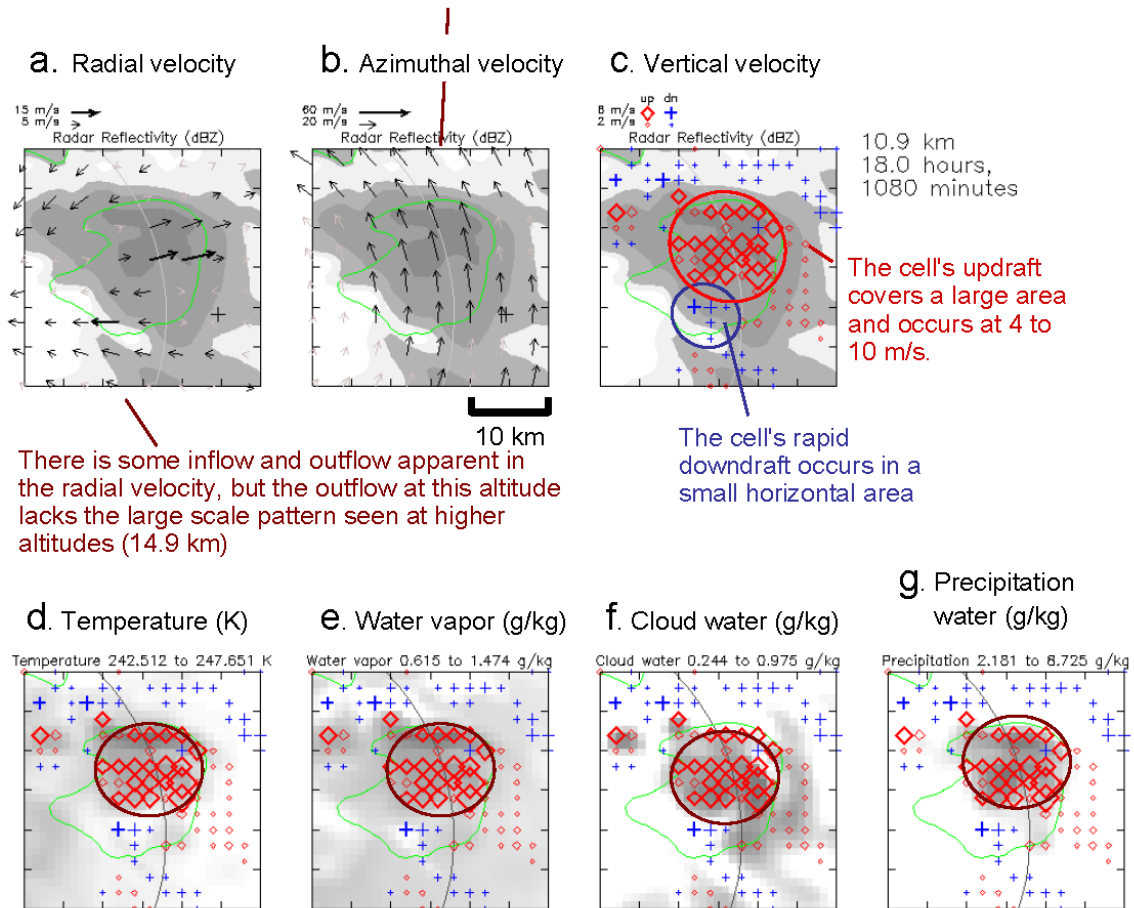 a. Radial velocity
b. Azimuthal velocity
c. Vertical velocity
15 m/s
5 m/s
Radar Reflectivity (dBZ)
60 m/s
20 m/s
Radar Reflectivity (dBZ)
up dn
8 m/s
2 m/s
Radar Reflectivity (dBZ)
10.9 km
18.0 hours,
1080 minutes
The cell's updraft
covers a large area
and occurs at 4 to
10 m/s.
10 km
The cell's rapid
downdraft occurs in a
small horizontal area
There is some inflow and outflow apparent in
the radial velocity, but the outflow at this altitude
lacks the large scale pattern seen at higher
altitudes (14.9 km)
d. Temperature (K)
e. Water vapor (g/kg)
f. Cloud water (g/kg)
g. Precipitation
water (g/kg)
Temperature 242.512 to 247.651 K
Water vapor 0.615 to 1.474 g/kg
Cloud water 0.244 to 0.975 g/kg
Precipitation 2.181 to 8.725 g/kg